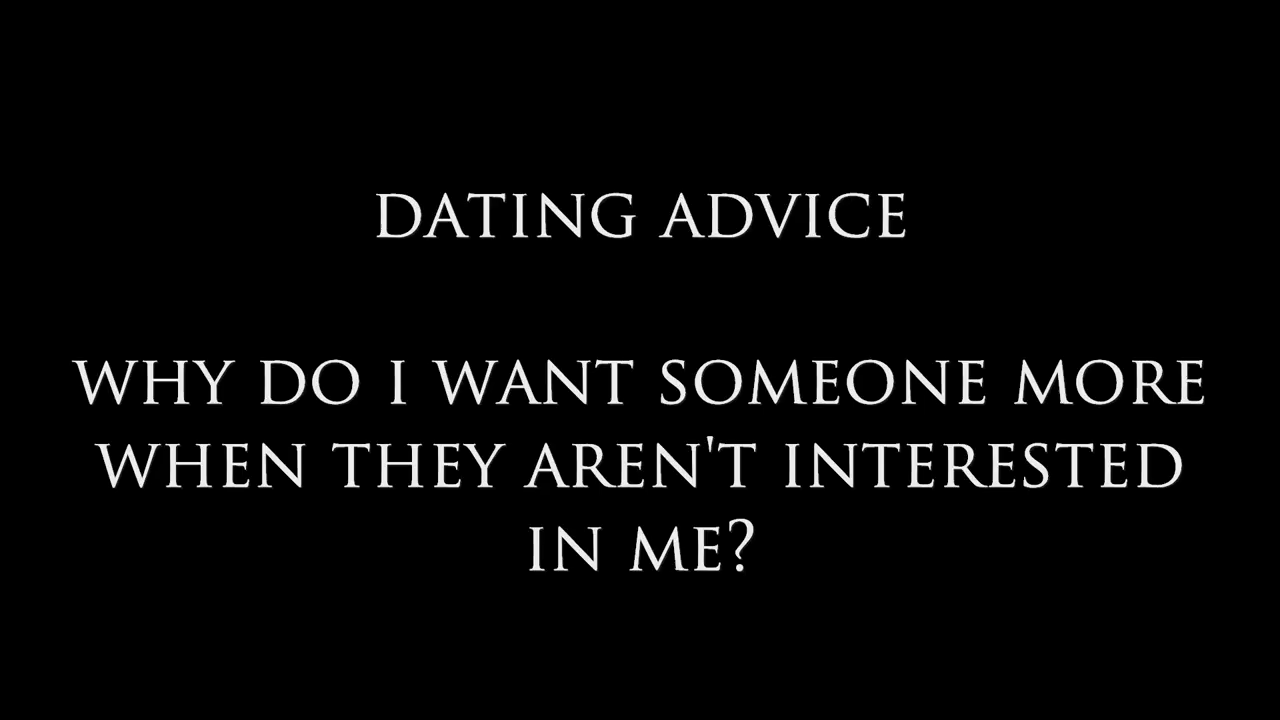 DATING ADVICE
WHY DO I WANT SOMEONE MORE
WHEN THEY AREN'T INTERESTED
IN ME?